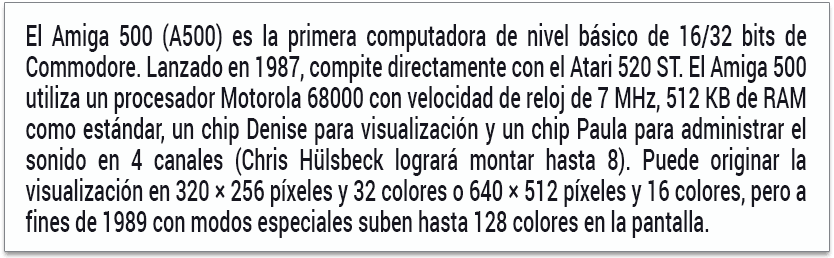 El Amiga 500 (A500) es la primera computadora de nivel básico de 16/32 bits de
Commodore. Lanzado en 1987, compite directamente con el Atari 520 ST. El Amiga 500
utiliza un procesador Motorola 68000 con velocidad de reloj de 7 MHz, 512 KB de RAM
como estándar, un chip Denise para visualización y un chip Paula para administrar el
sonido en 4 canales (Chris Hülsbeck logrará montar hasta 8). Puede originar la
visualización en 320 × 256 píxeles y 32 colores o 640 × 512 píxeles y 16 colores, pero a
fines de 1989 con modos especiales suben hasta 128 colores en la pantalla.